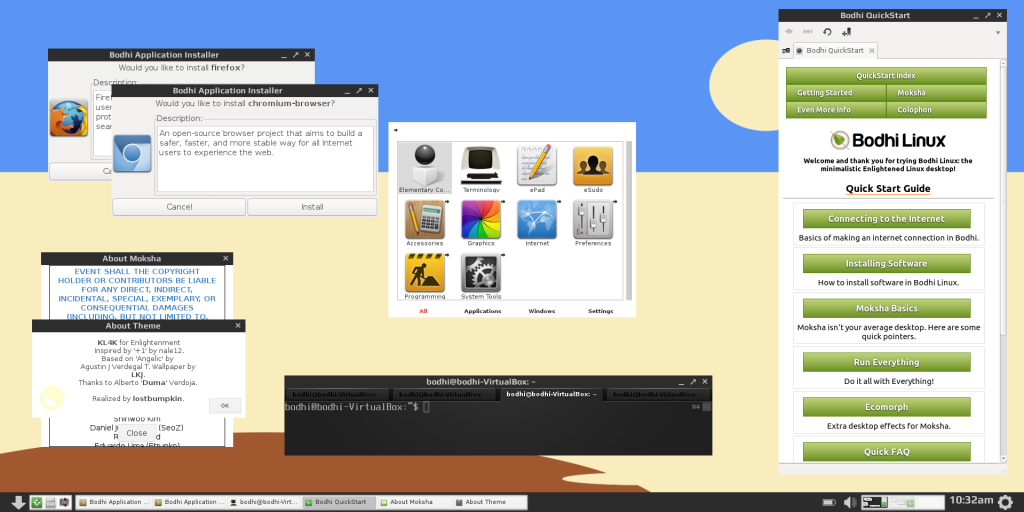 Bodhi Application Installer
Would you like to install firefox?
Description:
Bodhi Application Installer
Would you like to install chromium-browser?
Description:
An open-source browser project that aims to build a
safer, faster, and more stable way for all Internet
users to experience the web.
Cancel
Install
Elementary Co...
Terminology
ePad
eSudo
Accessories
Graphics
Internet
Preferences
Programming
System Tools
All
Applications
Windows
Settings
Bodhi QuickStart
Bodhi QuickStart
QuickStart Index
Getting Started
Moksha
Even More Info
Colophon
Bodhi Linux
Welcome and thank you for trying Bodhi Linux: the
minimalistic Enlightened Linux desktop!
Quick Start Guide
Connecting to the Internet
Basics of making an internet connection in Bodhi.
Installing Software
How to install software in Bodhi Linux.
Moksha Basics
Moksha isn't your average desktop. Here are some
quick pointers.
Run Everything
Do it all with Everything!
Ecomorph
Extra desktop effects for Moksha.
Quick FAQ
About Moksha
EVENT SHALL THE COPYRIGHT
HOLDER OR CONTRIBUTORS BE LIABLE
FOR ANY DIRECT, INDIRECT,
INCIDENTAL, SPECIAL, EXEMPLARY, OR
CONSEQUENTIAL DAMAGES
(INCLUDING, BUT NOT LIMITED TO,
About Theme
KL4K for Enlightenment
Inspired by '+1' by nale12.
Based on 'Angelic' by
Agustin J Verdegal T. Wallpaper by
LKJ.
Thanks to Alberto 'Duma' Verdoja.
Realized by lostbumpkin.
OK
Shinwoo Kim
(SeoZ)
Close
Eduardo Lima (Etrunko)
bodhi@bodhi-VirtualBox: ~
bodhi@bodhi-VirtualBox:
bodhi@bodhi-VirtualBox:
bodhi@bodhi-VirtualBox: ~
bodhi@bodhi-VirtualBox:
bodhi@bodhi-VirtualBox:~$
3/4
Bodhi Application ...
Bodhi Application ...
bodhi@bodhi-Virt...
Bodhi QuickStart
About Moksha
About Theme
10:32am